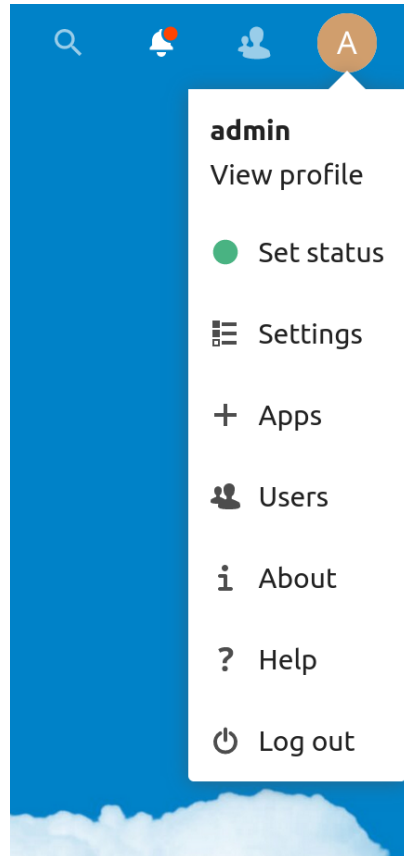 A
admin
View profile
Set status
Settings
Apps
Users
About
Help
Log out